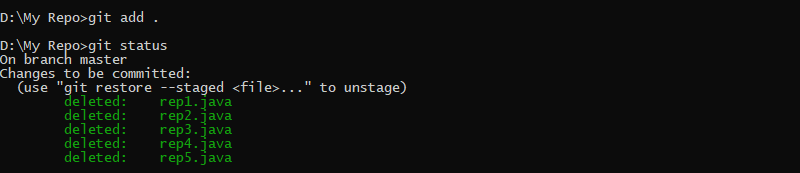 D:\My Repo>git add .
D:\My Repo>git status
On branch master
Changes to be committed:
  (use "git restore --staged <file>..." to unstage)
        deleted:    rep1.java
        deleted:    rep2.java
        deleted:    rep3.java
        deleted:    rep4.java
        deleted:    rep5.java